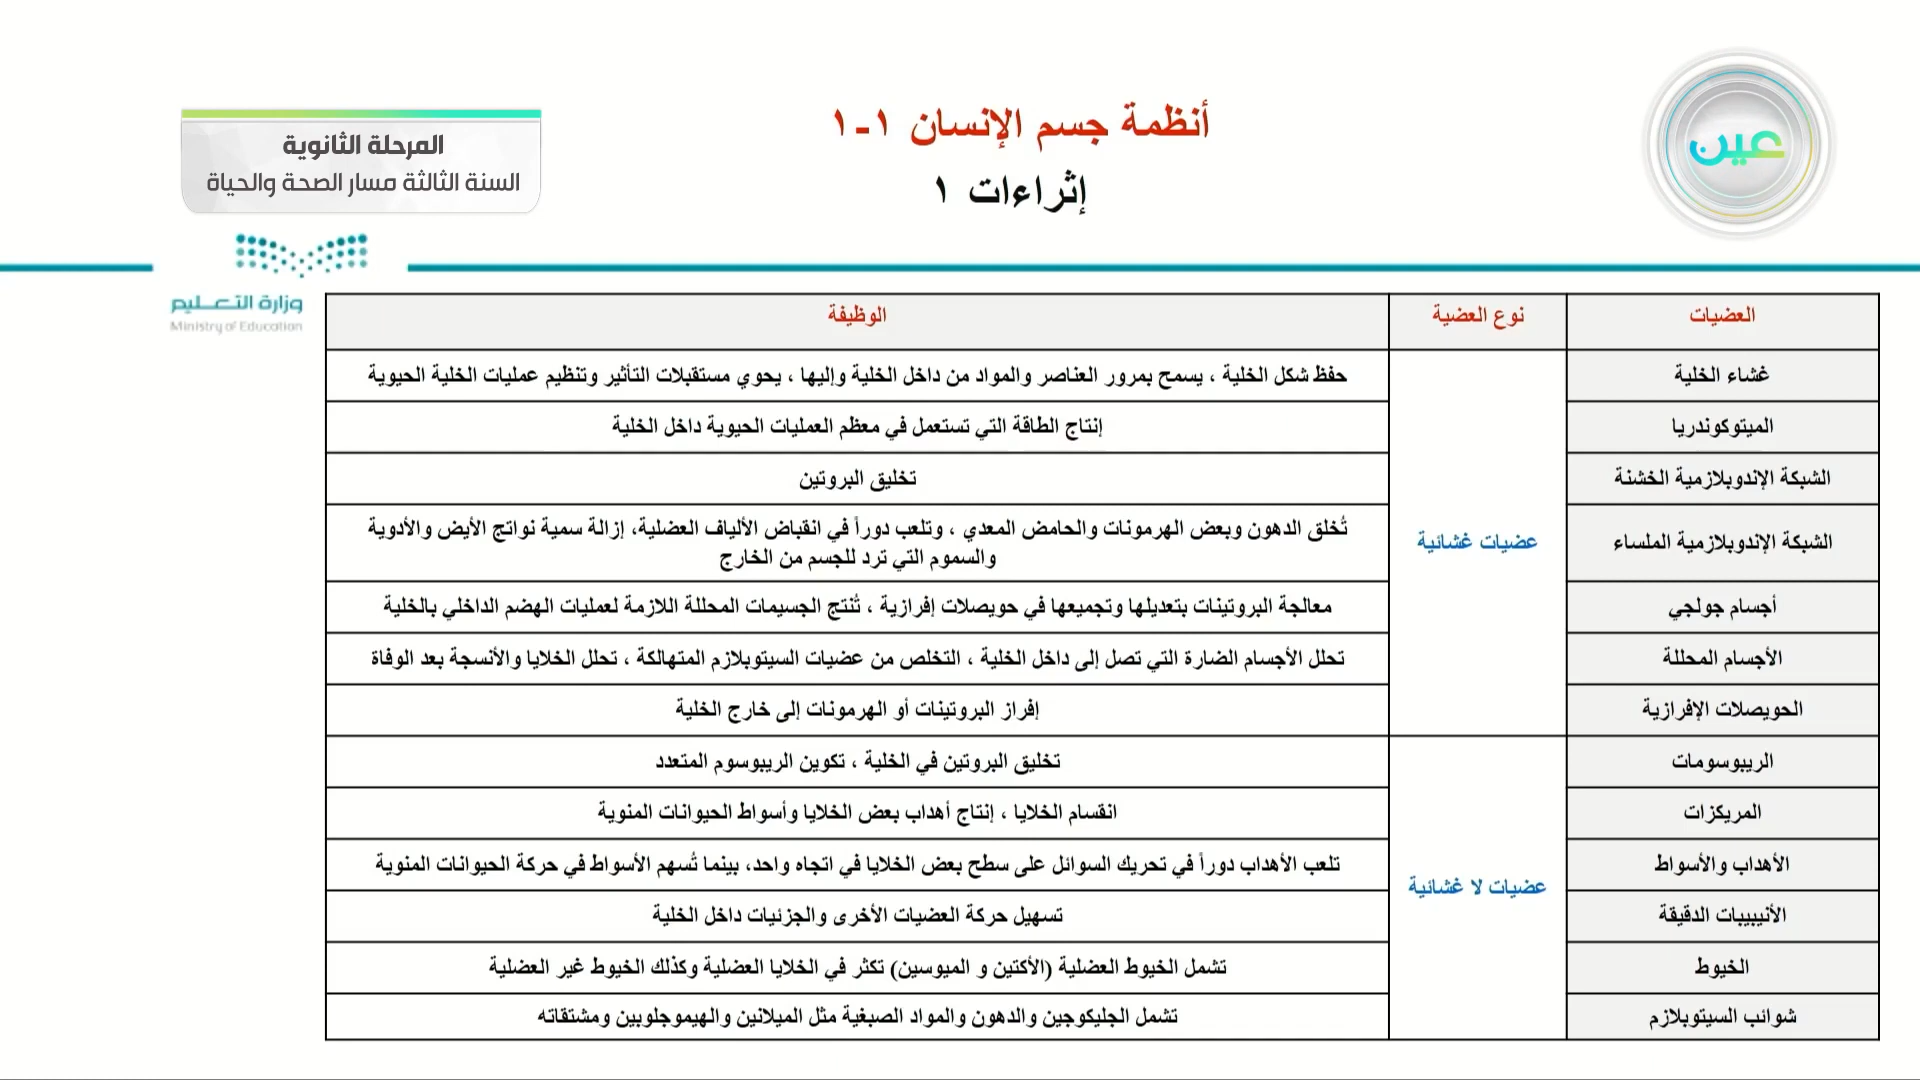 أنظمة جسم الإنسان ١-١
إثراءات ١
عين
المرحلة الثانوية
السنة الثالثة مسار الصحة والحياة
وزارة التعليم
Ministry of Education
العضيات نوع العضية الوظيفة
غشاء الخلية حفظ شكل الخلية ، يسمح بمرور العناصر والمواد من داخل الخلية وإليها ، يحوي مستقبلات التأثير وتنظيم عمليات الخلية الحيوية
الميتوكوندريا إنتاج الطاقة التي تستعمل في معظم العمليات الحيوية داخل الخلية
الشبكة الإندوبلازمية الخشنة تخليق البروتين
عضيات غشائية
الشبكة الإندوبلازمية الملساء تُخلق الدهون وبعض الهرمونات والحامض المعدي ، وتلعب دوراً في انقباض الألياف العضلية، إزالة سمية نواتج الأيض والأدوية
والسموم التي ترد للجسم من الخارج
أجسام جولجي معالجة البروتينات بتعديلها وتجميعها في حويصلات إفرازية ، تُنتج الجسيمات المحللة اللازمة لعمليات الهضم الداخلي بالخلية
الأجسام المحللة تحلل الأجسام الضارة التي تصل إلى داخل الخلية ، التخلص من عضيات السيتوبلازم المتهالكة ، تحلل الخلايا والأنسجة بعد الوفاة
الحويصلات الإفرازية إفراز البروتينات أو الهرمونات إلى خارج الخلية
الريبوسومات تخليق البروتين في الخلية ، تكوين الريبوسوم المتعدد
المريكزات انقسام الخلايا ، إنتاج أهداب بعض الخلايا وأسواط الحيوانات المنوية
الأهداب والأسواط تلعب الأهداب دوراً في تحريك السوائل على سطح بعض الخلايا في اتجاه واحد، بينما تُسهم الأسواط في حركة الحيوانات المنوية
عضيات لا غشائية
الأنيبيبات الدقيقة تسهيل حركة العضيات الأخرى والجزئيات داخل الخلية
الخيوط تشمل الخيوط العضلية (الأكتين و الميوسين) تكثر في الخلايا العضلية وكذلك الخيوط غير العضلية
شوائب السيتوبلازم تشمل الجليكوجين والدهون والمواد الصبغية مثل الميلانين والهيموجلوبين ومشتقاته